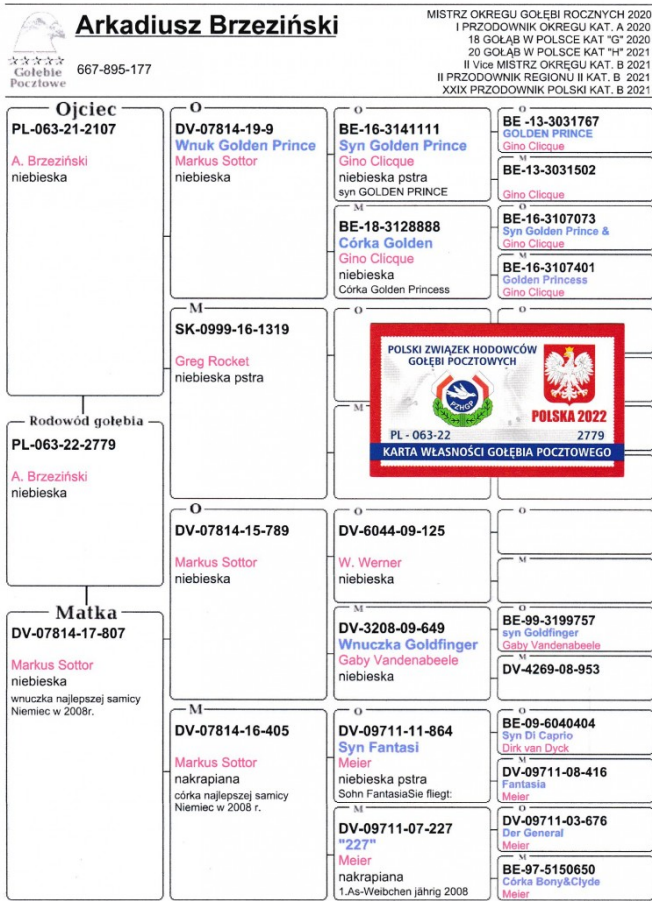 Arkadiusz Brzeziński
Gołebie
Pocztowe
667-895-177
MISTRZ OKREGU GOŁĘBI ROCZNYCH 2020
I PRZODOWNIK OKREGU KAT. A 2020
18 GOŁĄB W POLSCE KAT "G" 2020
20 GOŁĄB W POLSCE KAT "H" 2021
II Vice MISTRZ OKRĘGU KAT. B 2021
II PRZODOWNIK REGIONU II KAT. B 2021
XXIX PRZODOWNIK POLSKI KAT. B 2021
Ojciec
PL-063-21-2107
A. Brzeziński
niebieska
Rodowód gołebia
PL-063-22-2779
A. Brzeziński
niebieska
Matka
DV-07814-17-807
Markus Sottor
niebieska
wnuczka najlepszej samicy
Niemiec w 2008r.
O
DV-07814-19-9
Wnuk Golden Prince
Markus Sottor
niebieska
M
SK-0999-16-1319
Greg Rocket
niebieska pstra
O
DV-07814-15-789
Markus Sottor
niebieska
M
DV-07814-16-405
Markus Sottor
nakrapiana
córka najlepszej samicy
Niemiec w 2008 r.
O
BE-16-3141111
Syn Golden Prince
Gino Clicque
niebieska pstra
syn GOLDEN PRINCE
M
BE-18-3128888
Córka Golden
Gino Clicque
niebieska
Córka Golden Princess
O
M
O
DV-6044-09-125
W. Werner
niebieska
M
DV-3208-09-649
Wnuczka Goldfinger
Gaby Vandenabeele
niebieska
O
DV-09711-11-864
Syn Fantasi
Meier
niebieska pstra
Sohn FantasiaSie fliegt:
M
DV-09711-07-227
"227"
Meier
nakrapiana
1.As-Weibchen jährig 2008
O
BE -13-3031767
GOLDEN PRINCE
Gino Clicque
M
BE-13-3031502
Gino Clicque
O
BE-16-3107073
Syn Golden Prince &
Gino Clicque
M
BE-16-3107401
Golden Princess
Gino Clicque
O
POLSKI ZWIĄZEK HODOWCÓW
GOŁĘBI POCZTOWYCH
PZHGP
POLSKA 2022
PL - 063-22 2779
KARTA WŁASNOŚCI GOŁĘBIA POCZTOWEGO
O
M
O
BE-99-3199757
syn Goldfinger
Gaby Vandenabeele
M
DV-4269-08-953
O
BE-09-6040404
Syn Di Caprio
Dirk van Dyck
M
DV-09711-08-416
Fantasia
Meier
O
DV-09711-03-676
Der General
Meier
M
BE-97-5150650
Córka Bony&Clyde
Meier